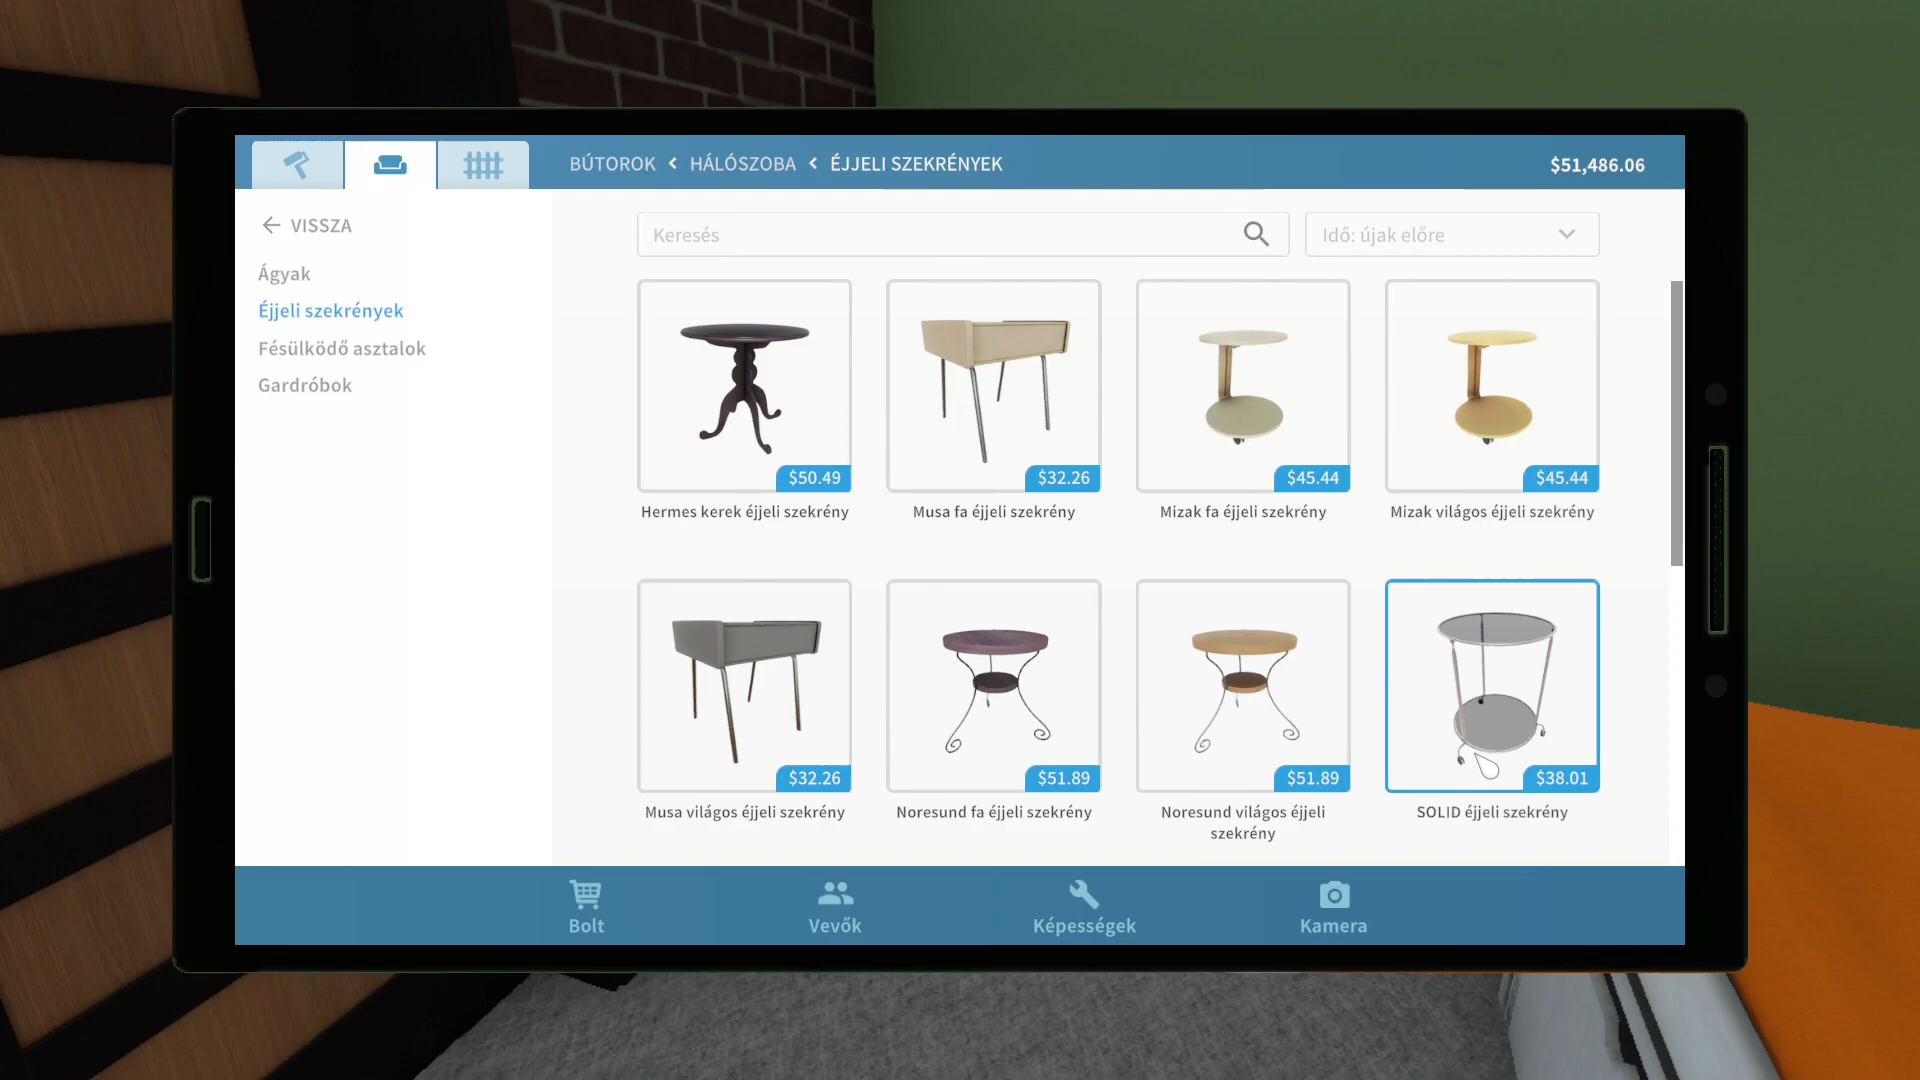 BÚTOROK < HÁLÓSZOBA < ÉJJELI SZEKRÉNYEK
$51,486.06
VISSZA
Ágyak
Éjjeli szekrények
Fésülködő asztalok
Gardróbok
Keresés
Idő: újak előre
$50.49
$32.26
$45.44
$45.44
Hermes kerek éjjeli szekrény
Musa fa éjjeli szekrény
Mizak fa éjjeli szekrény
Mizak világos éjjeli szekrény
$32.26
$51.89
$51.89
$38.01
Musa világos éjjeli szekrény
Noresund fa éjjeli szekrény
Noresund világos éjjeli
szekrény
SOLID éjjeli szekrény
Bolt
Vevők
Képességek
Kamera